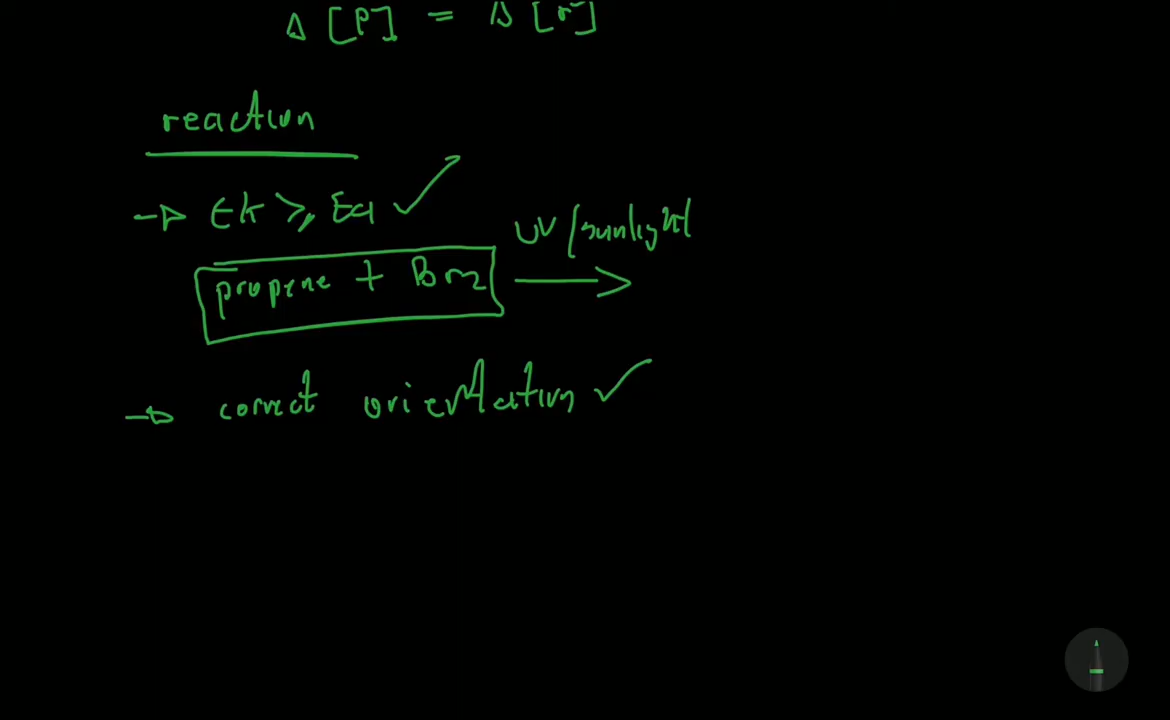 Δ [P] = Δ [r]
reaction
→ Ek ⩾ Ea ✓
UV/sunlight
propene + Br2 →
→ correct orientation ✓